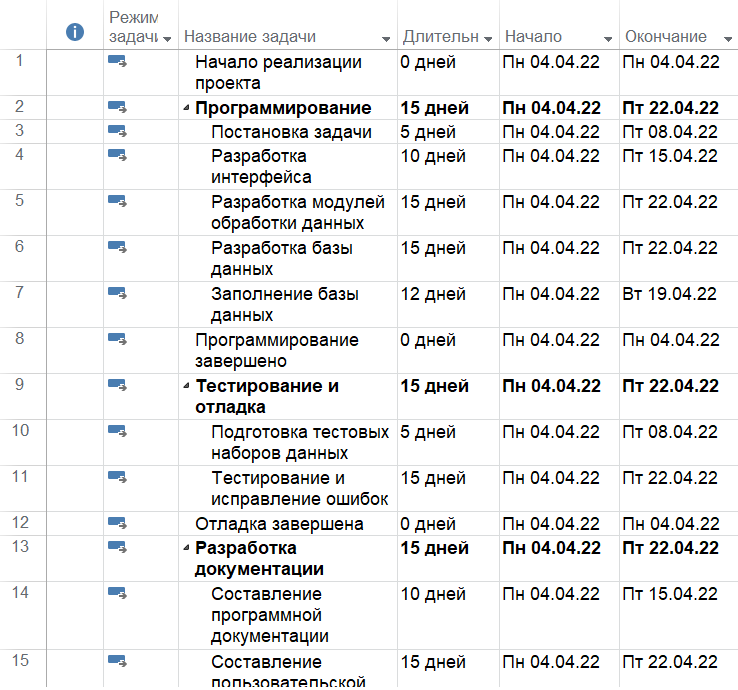 Режим
задачи Название задачи Длительн Начало Окончание
1 Начало реализации 0 дней Пн 04.04.22 Пн 04.04.22
проекта
2 Программирование 15 дней Пн 04.04.22 Пт 22.04.22
3 Постановка задачи 5 дней Пн 04.04.22 Пт 08.04.22
4 Разработка 10 дней Пн 04.04.22 Пт 15.04.22
интерфейса
5 Разработка модулей 15 дней Пн 04.04.22 Пт 22.04.22
обработки данных
6 Разработка базы 15 дней Пн 04.04.22 Пт 22.04.22
данных
7 Заполнение базы 12 дней Пн 04.04.22 Вт 19.04.22
данных
8 Программирование 0 дней Пн 04.04.22 Пн 04.04.22
завершено
9 Тестирование и 15 дней Пн 04.04.22 Пт 22.04.22
отладка
10 Подготовка тестовых 5 дней Пн 04.04.22 Пт 08.04.22
наборов данных
11 Тестирование и 15 дней Пн 04.04.22 Пт 22.04.22
исправление ошибок
12 Отладка завершена 0 дней Пн 04.04.22 Пн 04.04.22
13 Разработка 15 дней Пн 04.04.22 Пт 22.04.22
документации
14 Составление 10 дней Пн 04.04.22 Пт 15.04.22
программной
документации
15 Составление 15 дней Пн 04.04.22 Пт 22.04.22
пользовательской